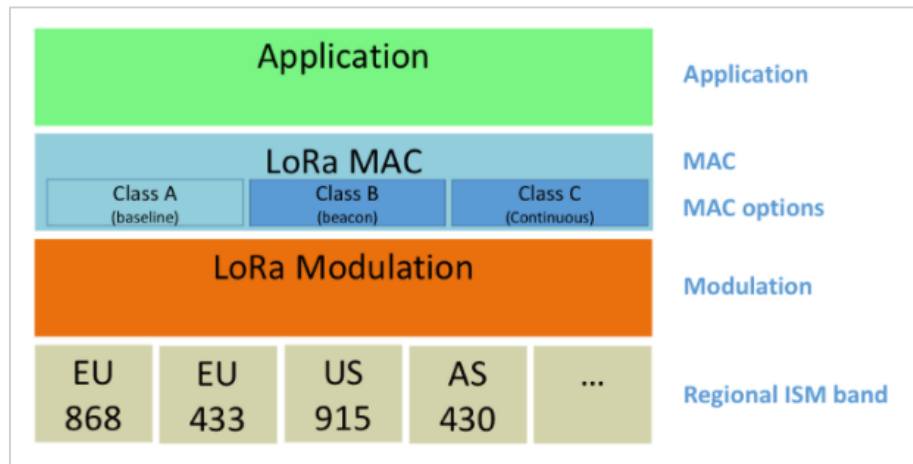 Application
Application
LoRa MAC
MAC
Class A
(baseline)
Class B
(beacon)
Class C
(Continuous)
MAC options
LoRa Modulation
Modulation
EU
868
EU
433
US
915
AS
430
...
Regional ISM band